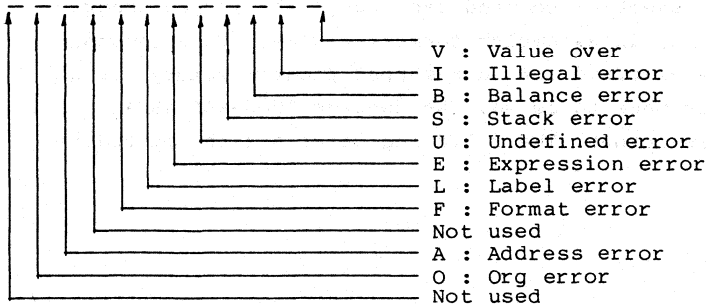 V : Value over
I : Illegal error
B : Balance error
S : Stack error
U : Undefined error
E : Expression error
L : Label error
F : Format error
Not used
A : Address error
O : Org error
Not used